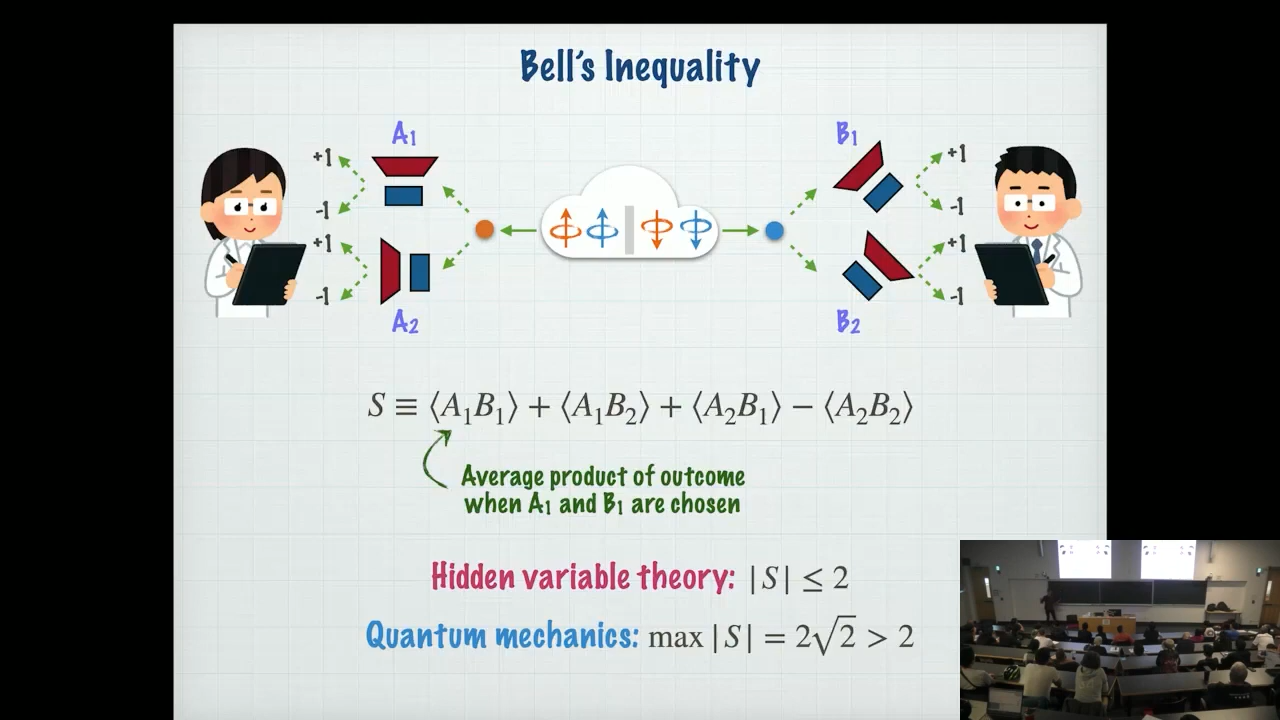 Bell's Inequality
A₁
B₁
+1
-1
+1
-1
+1
-1
+1
-1
A₂
B₂
S ≡ ⟨A₁B₁⟩ + ⟨A₁B₂⟩ + ⟨A₂B₁⟩ − ⟨A₂B₂⟩
Average product of outcome
when A₁ and B₁ are chosen
Hidden variable theory: |S| ≤ 2
Quantum mechanics: max |S| = 2√2 > 2